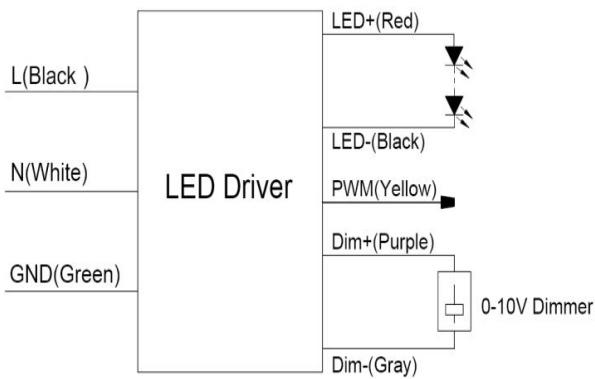 LED+(Red)
L(Black )
LED-(Black)
N(White)
LED Driver
PWM(Yellow)
Dim+(Purple)
GND(Green)
0-10V Dimmer
Dim-(Gray)